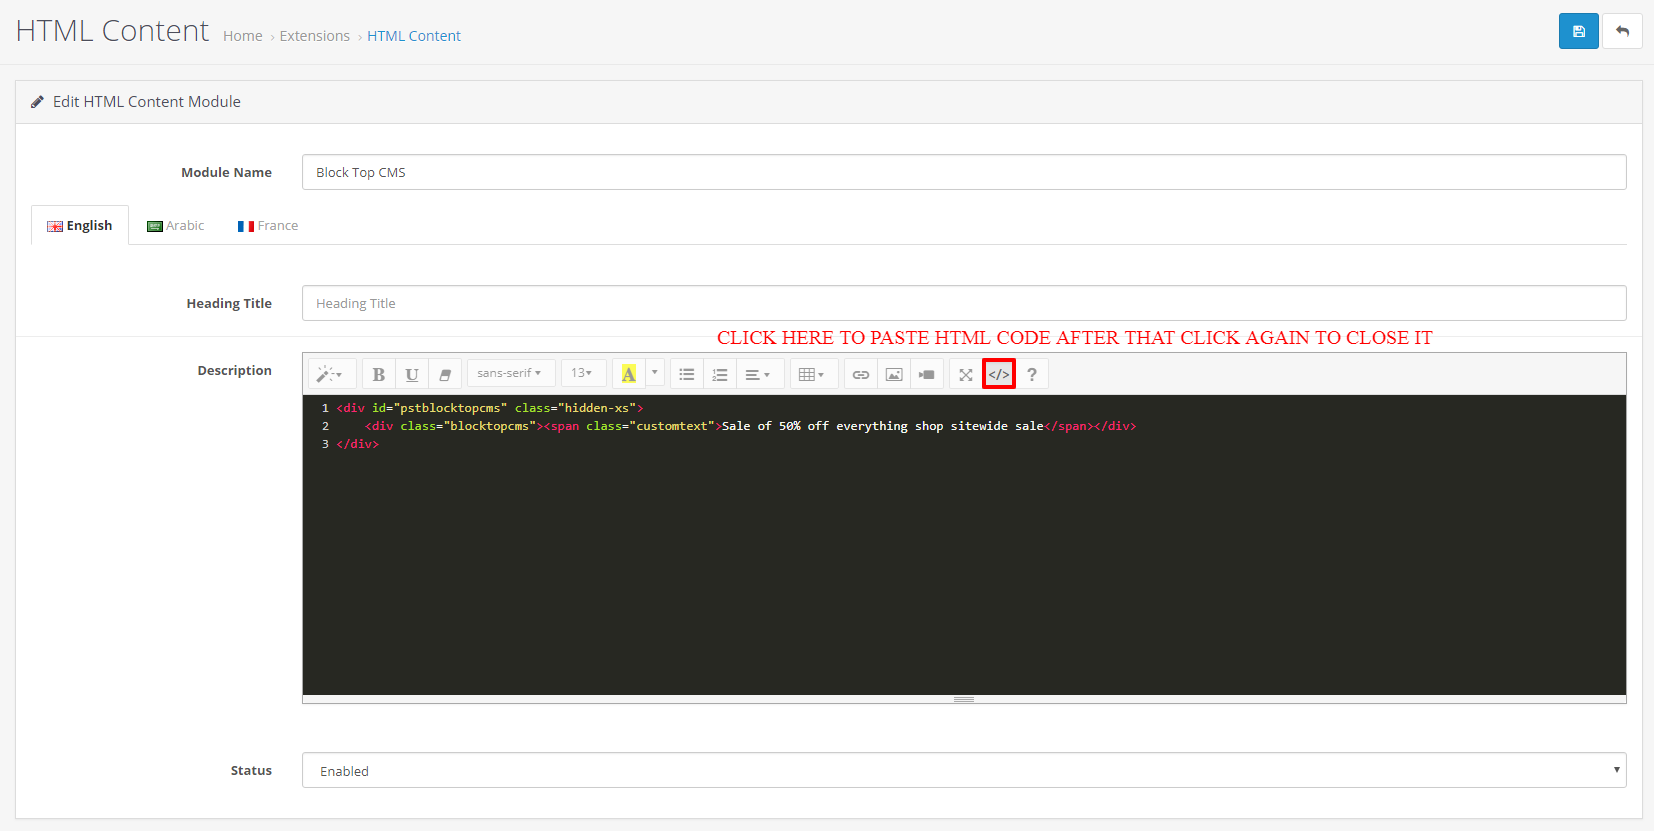 HTML Content Home › Extensions › HTML Content
Edit HTML Content Module
Module Name Block Top CMS
English Arabic France
Heading Title Heading Title
CLICK HERE TO PASTE HTML CODE AFTER THAT CLICK AGAIN TO CLOSE IT
Description B U sans-serif 13 A </> ?
1 <div id="pstblocktopcms" class="hidden-xs">
2     <div class="blocktopcms"><span class="customtext">Sale of 50% off everything shop sitewide sale</span></div>
3 </div>
Status Enabled